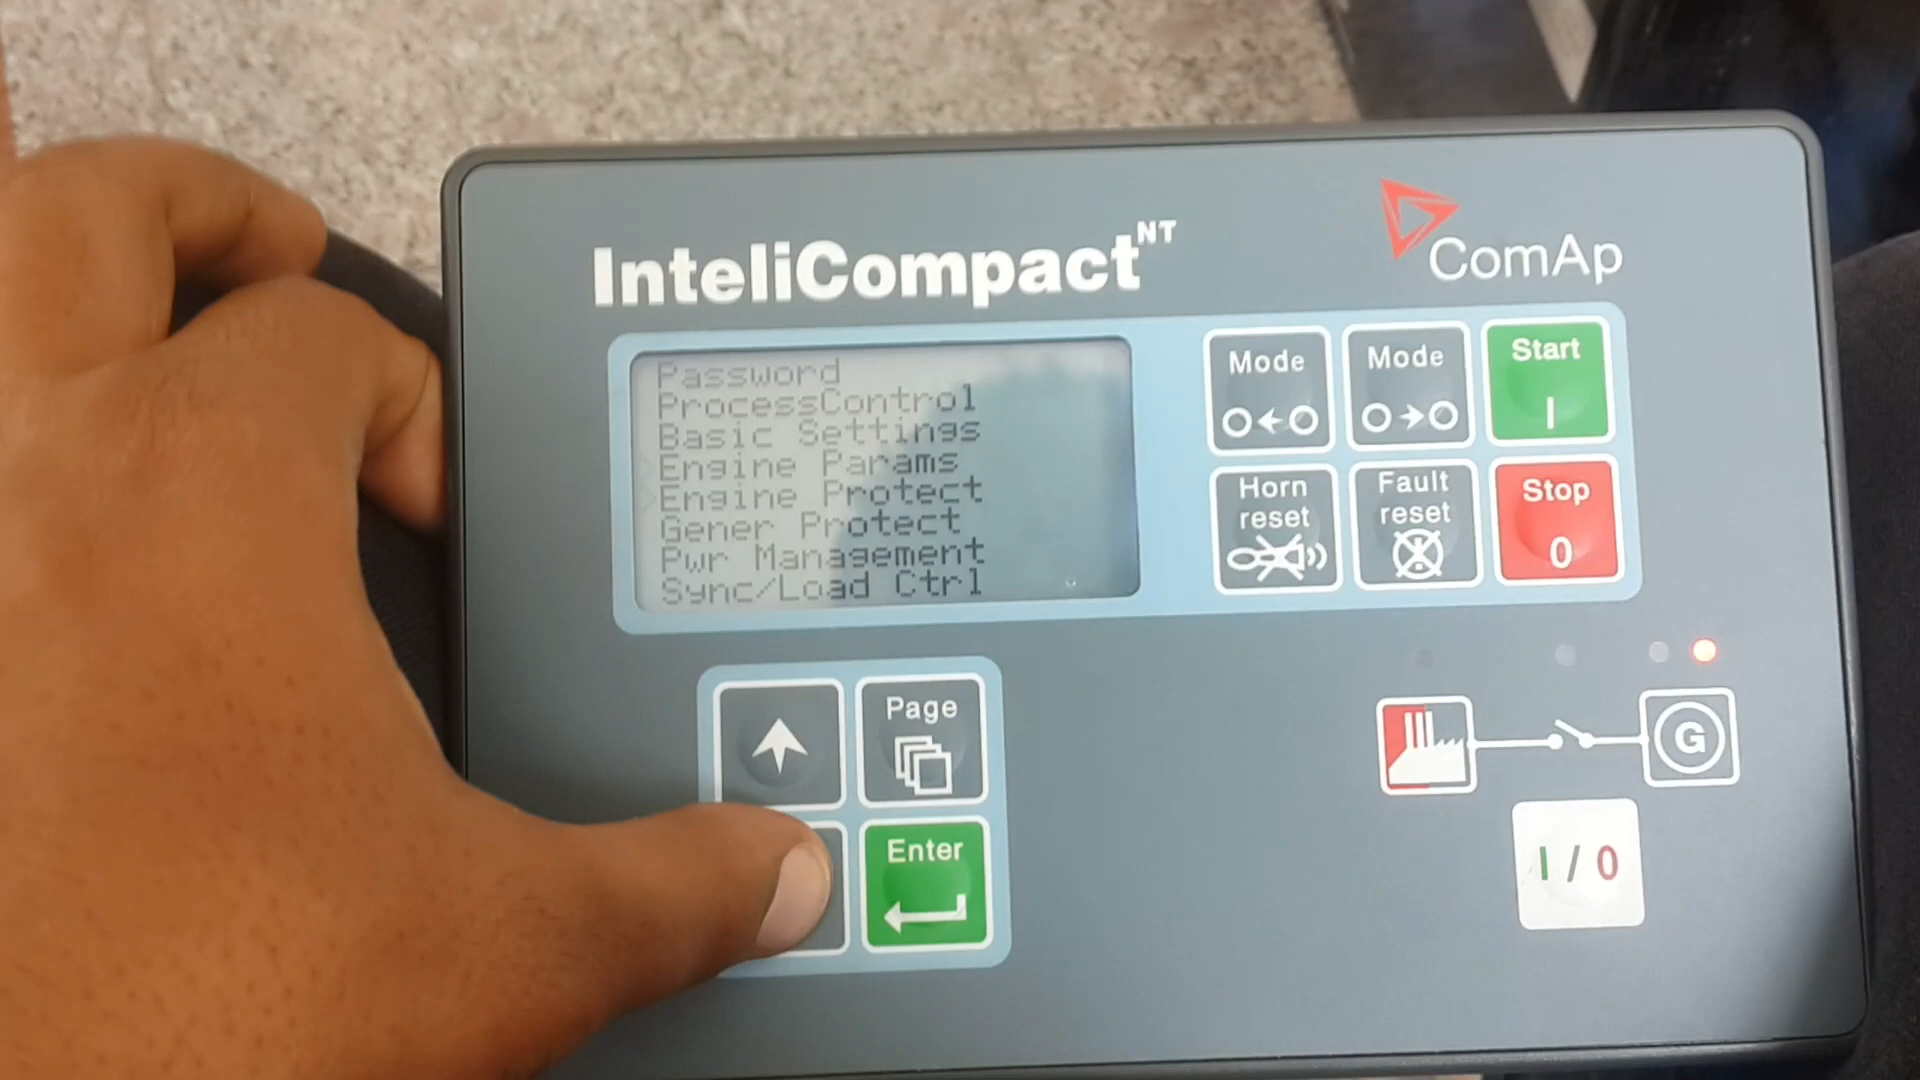 InteliCompact NT
ComAp
Password
ProcessControl
Basic Settings
Engine Params
Engine Protect
Gener Protect
Pwr Management
Sync/Load Ctrl
Mode
Mode
Start
I
Horn reset
Fault reset
Stop
0
Page
Enter
G
I / 0